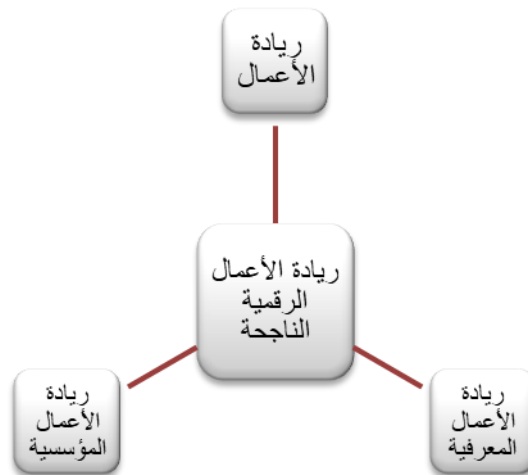 ريادة
الأعمال
ريادة الأعمال
الرقمية
الناجحة
ريادة
الأعمال
المعرفية
ريادة
الأعمال
المؤسسية